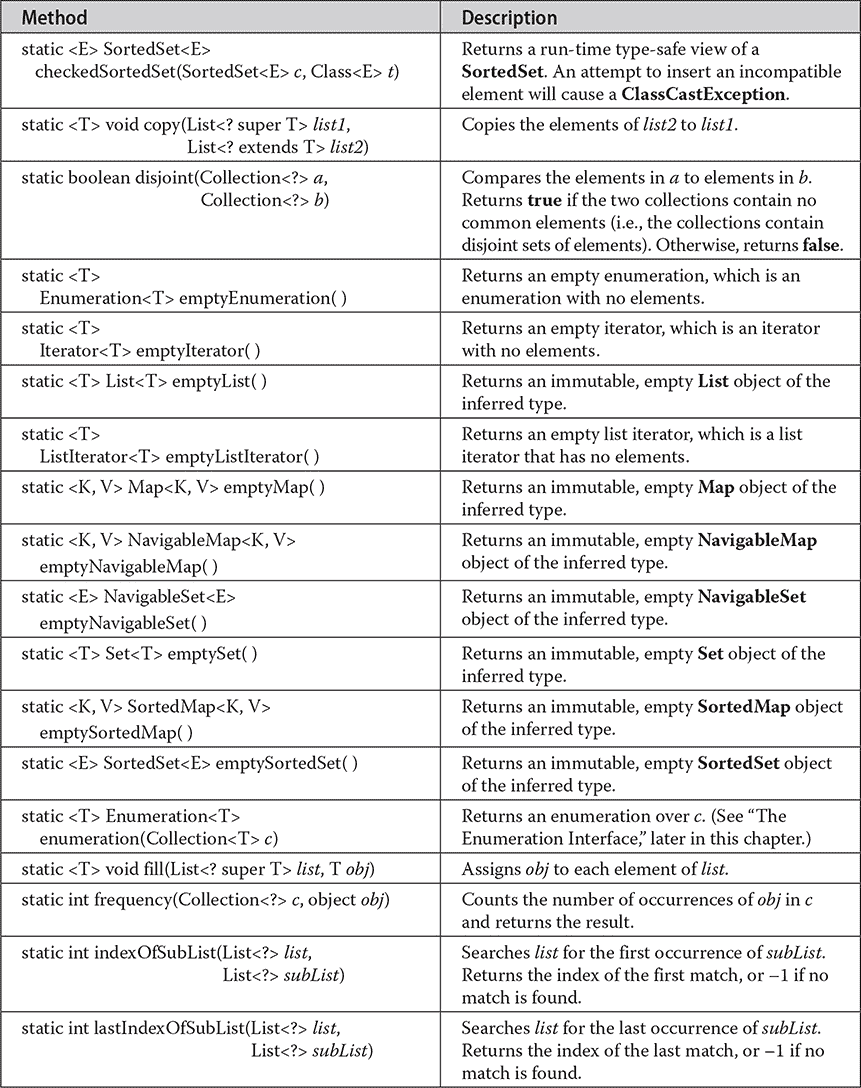 Method Description
static <E> SortedSet<E>
checkedSortedSet(SortedSet<E> c, Class<E> t)
Returns a run-time type-safe view of a
SortedSet. An attempt to insert an incompatible
element will cause a ClassCastException.
static <T> void copy(List<? super T> list1,
List<? extends T> list2)
Copies the elements of list2 to list1.
static boolean disjoint(Collection<?> a,
Collection<?> b)
Compares the elements in a to elements in b.
Returns true if the two collections contain no
common elements (i.e., the collections contain
disjoint sets of elements). Otherwise, returns false.
static <T>
Enumeration<T> emptyEnumeration( )
Returns an empty enumeration, which is an
enumeration with no elements.
static <T>
Iterator<T> emptyIterator( )
Returns an empty iterator, which is an iterator
with no elements.
static <T> List<T> emptyList( )
Returns an immutable, empty List object of the
inferred type.
static <T>
ListIterator<T> emptyListIterator( )
Returns an empty list iterator, which is a list
iterator that has no elements.
static <K, V> Map<K, V> emptyMap( )
Returns an immutable, empty Map object of the
inferred type.
static <K, V> NavigableMap<K, V>
emptyNavigableMap( )
Returns an immutable, empty NavigableMap
object of the inferred type.
static <E> NavigableSet<E>
emptyNavigableSet( )
Returns an immutable, empty NavigableSet
object of the inferred type.
static <T> Set<T> emptySet( )
Returns an immutable, empty Set object of the
inferred type.
static <K, V> SortedMap<K, V>
emptySortedMap( )
Returns an immutable, empty SortedMap object
of the inferred type.
static <E> SortedSet<E> emptySortedSet( )
Returns an immutable, empty SortedSet object
of the inferred type.
static <T> Enumeration<T>
enumeration(Collection<T> c)
Returns an enumeration over c. (See “The
Enumeration Interface,” later in this chapter.)
static <T> void fill(List<? super T> list, T obj)
Assigns obj to each element of list.
static int frequency(Collection<?> c, object obj)
Counts the number of occurrences of obj in c
and returns the result.
static int indexOfSubList(List<?> list,
List<?> subList)
Searches list for the first occurrence of subList.
Returns the index of the first match, or −1 if no
match is found.
static int lastIndexOfSubList(List<?> list,
List<?> subList)
Searches list for the last occurrence of subList.
Returns the index of the last match, or −1 if no
match is found.